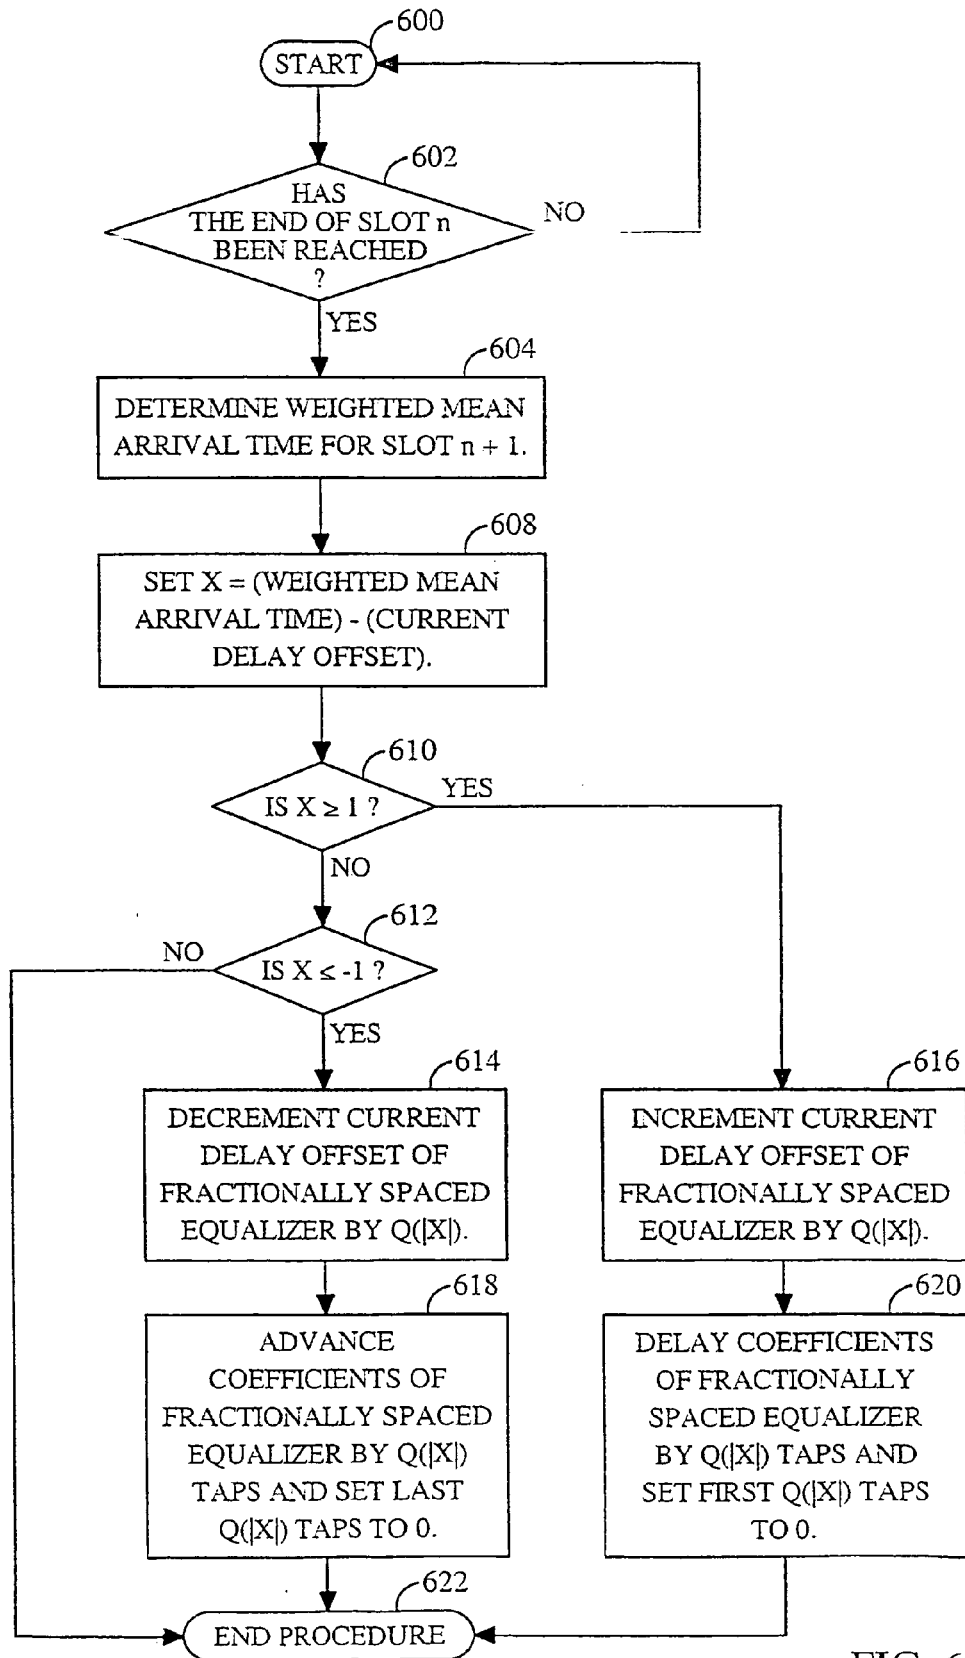 600
START
602
HAS
THE END OF SLOT n
BEEN REACHED
?
NO
YES
604
DETERMINE WEIGHTED MEAN
ARRIVAL TIME FOR SLOT n + 1.
608
SET X = (WEIGHTED MEAN
ARRIVAL TIME) - (CURRENT
DELAY OFFSET).
610
IS X ≥ 1 ?
YES
NO
612
IS X ≤ -1 ?
NO
YES
614
DECREMENT CURRENT
DELAY OFFSET OF
FRACTIONALLY SPACED
EQUALIZER BY Q(|X|).
616
INCREMENT CURRENT
DELAY OFFSET OF
FRACTIONALLY SPACED
EQUALIZER BY Q(|X|).
618
ADVANCE
COEFFICIENTS OF
FRACTIONALLY SPACED
EQUALIZER BY Q(|X|)
TAPS AND SET LAST
Q(|X|) TAPS TO 0.
620
DELAY COEFFICIENTS
OF FRACTIONALLY
SPACED EQUALIZER
BY Q(|X|) TAPS AND
SET FIRST Q(|X|) TAPS
TO 0.
622
END PROCEDURE
FIG. 6